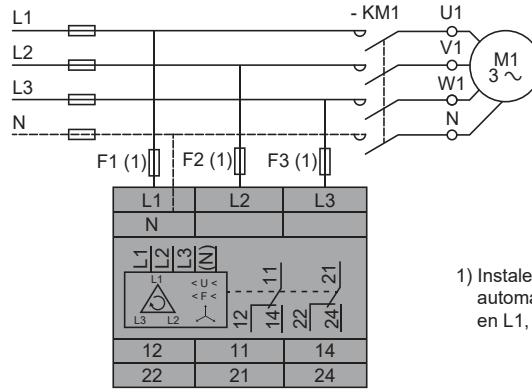 L1
- KM1
U1
L2
V1
L3
W1
M1
3 ~
N
N
F1 (1)
F2 (1)
F3 (1)
L1 L2 L3
N
L1 L2 L3 (N)
L1
L3 L2
< U <
< F <
11
12 14
21
22 24
12 11 14
22 21 24
1) Instale
automá
en L1,